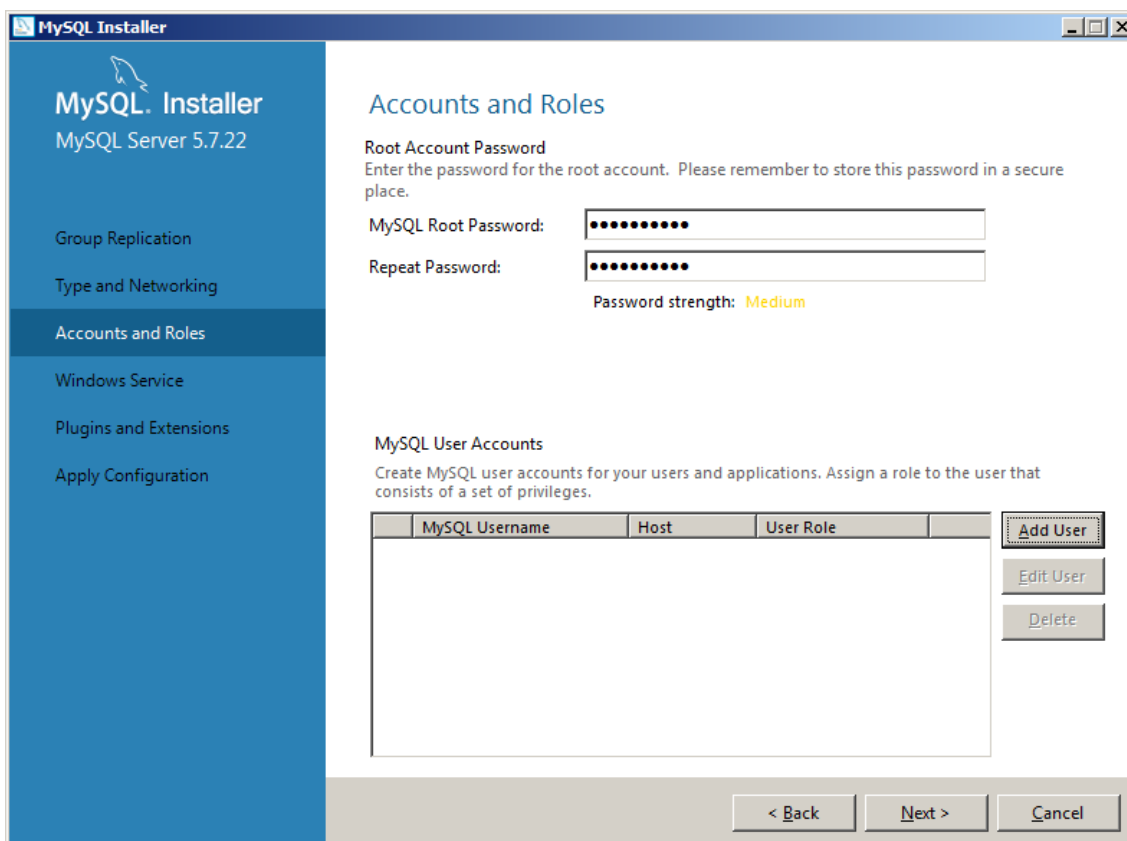 MySQL Installer
MySQL. Installer
MySQL Server 5.7.22
Group Replication
Type and Networking
Accounts and Roles
Windows Service
Plugins and Extensions
Apply Configuration
Accounts and Roles
Root Account Password
Enter the password for the root account.  Please remember to store this password in a secure
place.
MySQL Root Password: ●●●●●●●●●●
Repeat Password: ●●●●●●●●●●
Password strength: Medium
MySQL User Accounts
Create MySQL user accounts for your users and applications. Assign a role to the user that
consists of a set of privileges.
MySQL Username Host User Role
Add User
Edit User
Delete
< Back Next > Cancel